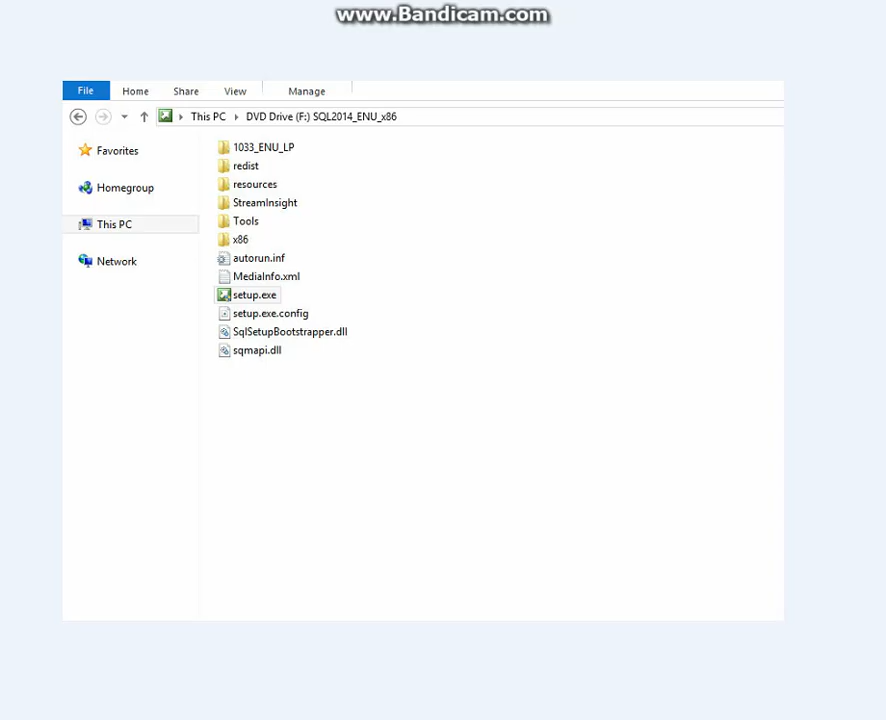 www.Bandicam.com
File Home Share View Manage
This PC DVD Drive (F:) SQL2014_ENU_x86
Favorites
Homegroup
This PC
Network
1033_ENU_LP
redist
resources
StreamInsight
Tools
x86
autorun.inf
MediaInfo.xml
setup.exe
setup.exe.config
SqlSetupBootstrapper.dll
sqmapi.dll